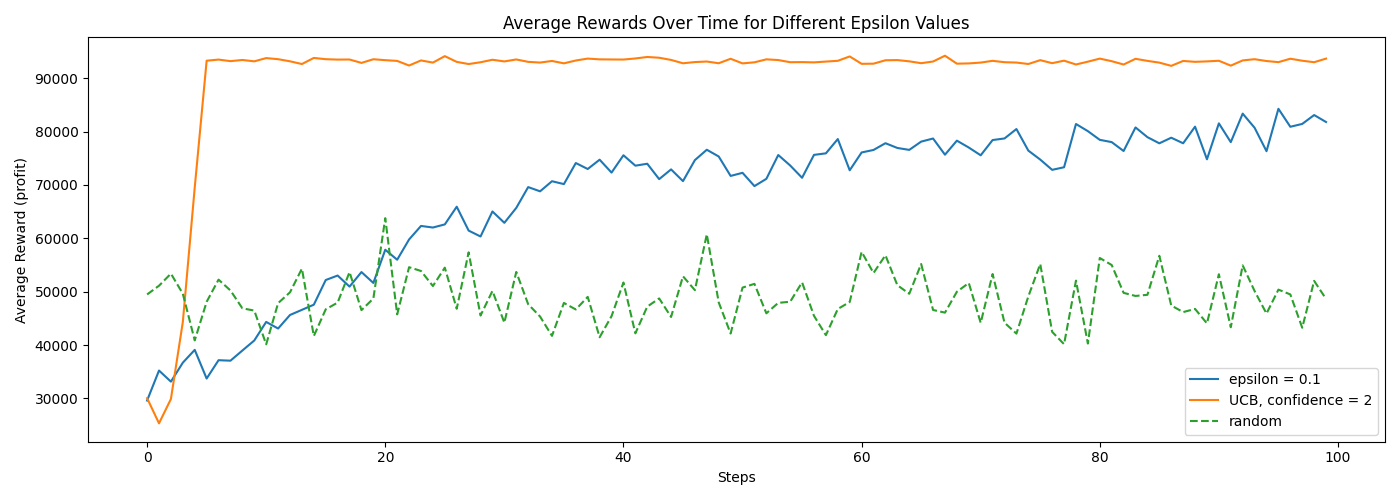 Average Rewards Over Time for Different Epsilon Values
Average Reward (profit)
90000
80000
70000
60000
50000
40000
30000
0 20 40 60 80 100
Steps
epsilon = 0.1
UCB, confidence = 2
random